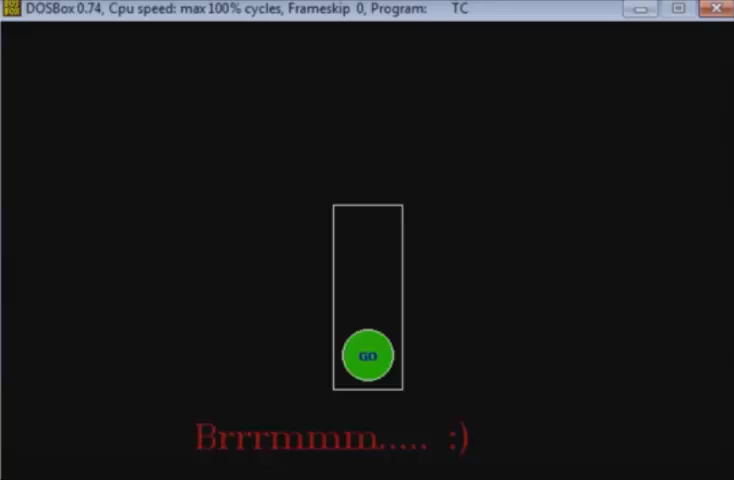 DOSBox 0.74, Cpu speed: max 100% cycles, Frameskip 0, Program: TC
GO
Brrrmmm..... :)